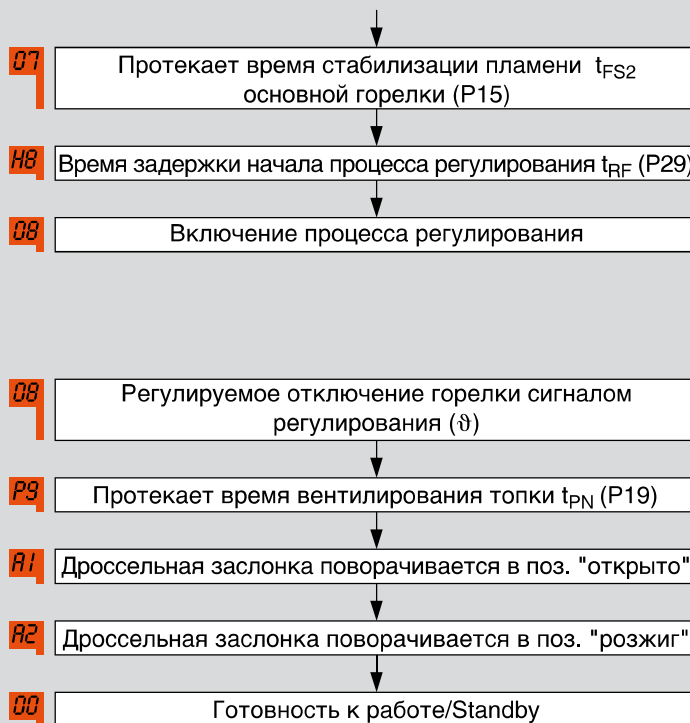 07 Протекает время стабилизации пламени tFS2
основной горелки (P15)
H8 Время задержки начала процесса регулирования tRF (P29)
08 Включение процесса регулирования
08 Регулируемое отключение горелки сигналом
регулирования (ϑ)
P9 Протекает время вентилирования топки tPN (P19)
A1 Дроссельная заслонка поворачивается в поз. "открыто"
A2 Дроссельная заслонка поворачивается в поз. "розжиг"
00 Готовность к работе/Standby